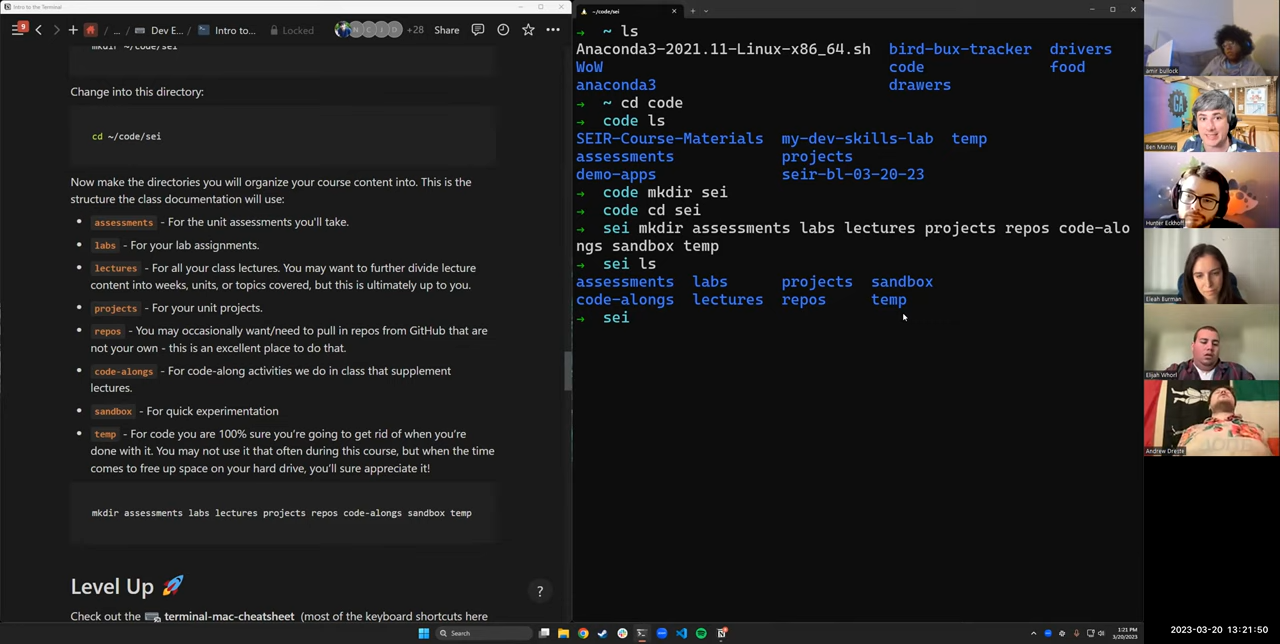 Intro to the Terminal
9
/ ... / Dev E... / Intro to...
Locked
N C I D +28
Share
mkdir ~/code/sei
Change into this directory:
cd ~/code/sei
Now make the directories you will organize your course content into. This is the
structure the class documentation will use:
assessments - For the unit assessments you'll take.
labs - For your lab assignments.
lectures - For all your class lectures. You may want to further divide lecture
content into weeks, units, or topics covered, but this is ultimately up to you.
projects - For your unit projects.
repos - You may occasionally want/need to pull in repos from GitHub that are
not your own - this is an excellent place to do that.
code-alongs - For code-along activities we do in class that supplement
lectures.
sandbox - For quick experimentation
temp - For code you are 100% sure you're going to get rid of when you're
done with it. You may not use it that often during this course, but when the time
comes to free up space on your hard drive, you'll sure appreciate it!
mkdir assessments labs lectures projects repos code-alongs sandbox temp
Level Up 🚀
Check out the terminal-mac-cheatsheet (most of the keyboard shortcuts here
?
~/code/sei
→ ~ ls
Anaconda3-2021.11-Linux-x86_64.sh bird-bux-tracker drivers
WoW code food
anaconda3 drawers
→ ~ cd code
→ code ls
SEIR-Course-Materials my-dev-skills-lab temp
assessments projects
demo-apps seir-bl-03-20-23
→ code mkdir sei
→ code cd sei
→ sei mkdir assessments labs lectures projects repos code-alo
ngs sandbox temp
→ sei ls
assessments labs projects sandbox
code-alongs lectures repos temp
→ sei
amir bullock
GA
Ben Manley
Hunter Eckhoff
Eleah Burman
Elijah Whorl
Andrew Dreste
Search
1:21 PM
3/20/2023
2023-03-20 13:21:50